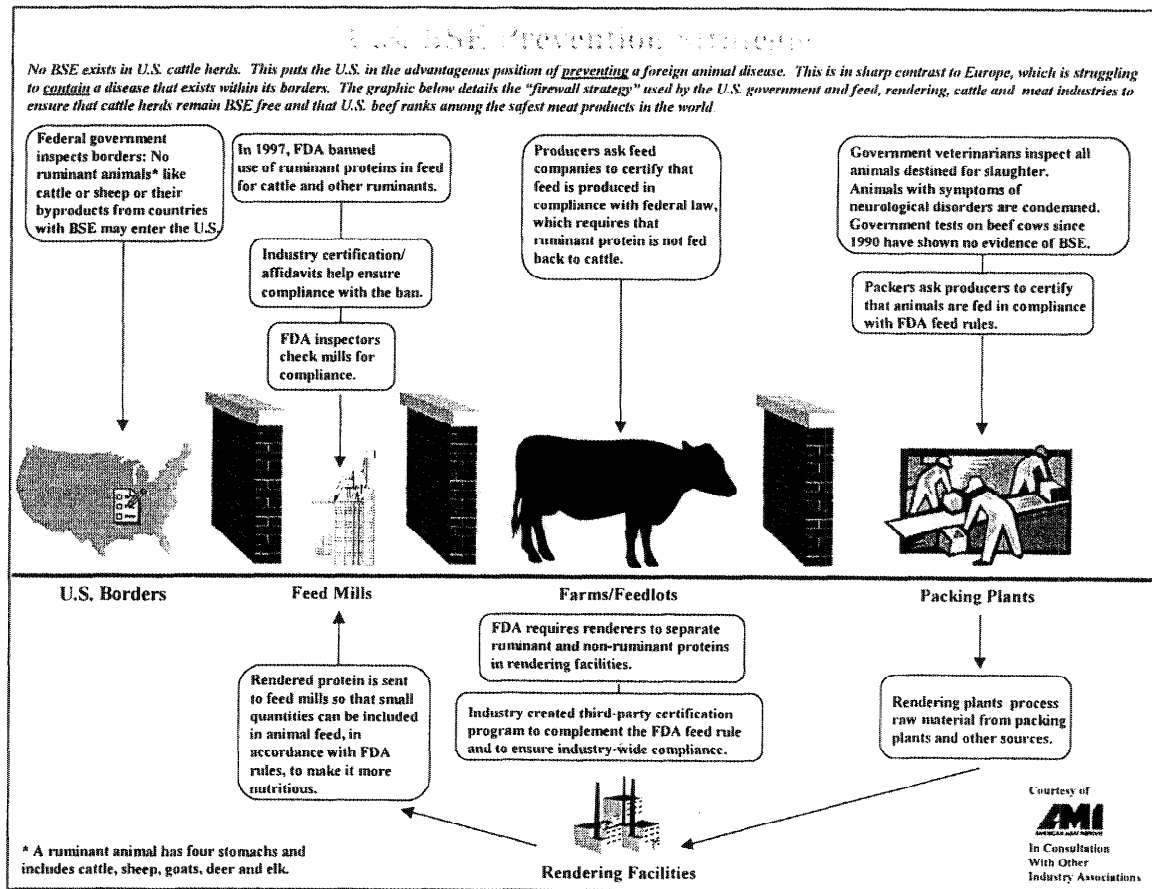 U.S. BSE Prevention Strategy
No BSE exists in U.S. cattle herds. This puts the U.S. in the advantageous position of preventing a foreign animal disease. This is in sharp contrast to Europe, which is struggling
to contain a disease that exists within its borders. The graphic below details the "firewall strategy" used by the U.S. government and feed, rendering, cattle and meat industries to
ensure that cattle herds remain BSE free and that U.S. beef ranks among the safest meat products in the world
Federal government
inspects borders: No
ruminant animals* like
cattle or sheep or their
byproducts from countries
with BSE may enter the U.S.
In 1997, FDA banned
use of ruminant proteins in feed
for cattle and other ruminants.
Industry certification/
affidavits help ensure
compliance with the ban.
FDA inspectors
check mills for
compliance.
Producers ask feed
companies to certify that
feed is produced in
compliance with federal law,
which requires that
ruminant protein is not fed
back to cattle.
Government veterinarians inspect all
animals destined for slaughter.
Animals with symptoms of
neurological disorders are condemned.
Government tests on beef cows since
1990 have shown no evidence of BSE.
Packers ask producers to certify
that animals are fed in compliance
with FDA feed rules.
U.S. Borders
Feed Mills
Farms/Feedlots
Packing Plants
Rendered protein is sent
to feed mills so that small
quantities can be included
in animal feed, in
accordance with FDA
rules, to make it more
nutritious.
FDA requires renderers to separate
ruminant and non-ruminant proteins
in rendering facilities.
Industry created third-party certification
program to complement the FDA feed rule
and to ensure industry-wide compliance.
Rendering plants process
raw material from packing
plants and other sources.
Rendering Facilities
* A ruminant animal has four stomachs and
includes cattle, sheep, goats, deer and elk.
Courtesy of
AMI
AMERICAN MEAT INSTITUTE
In Consultation
With Other
Industry Associations